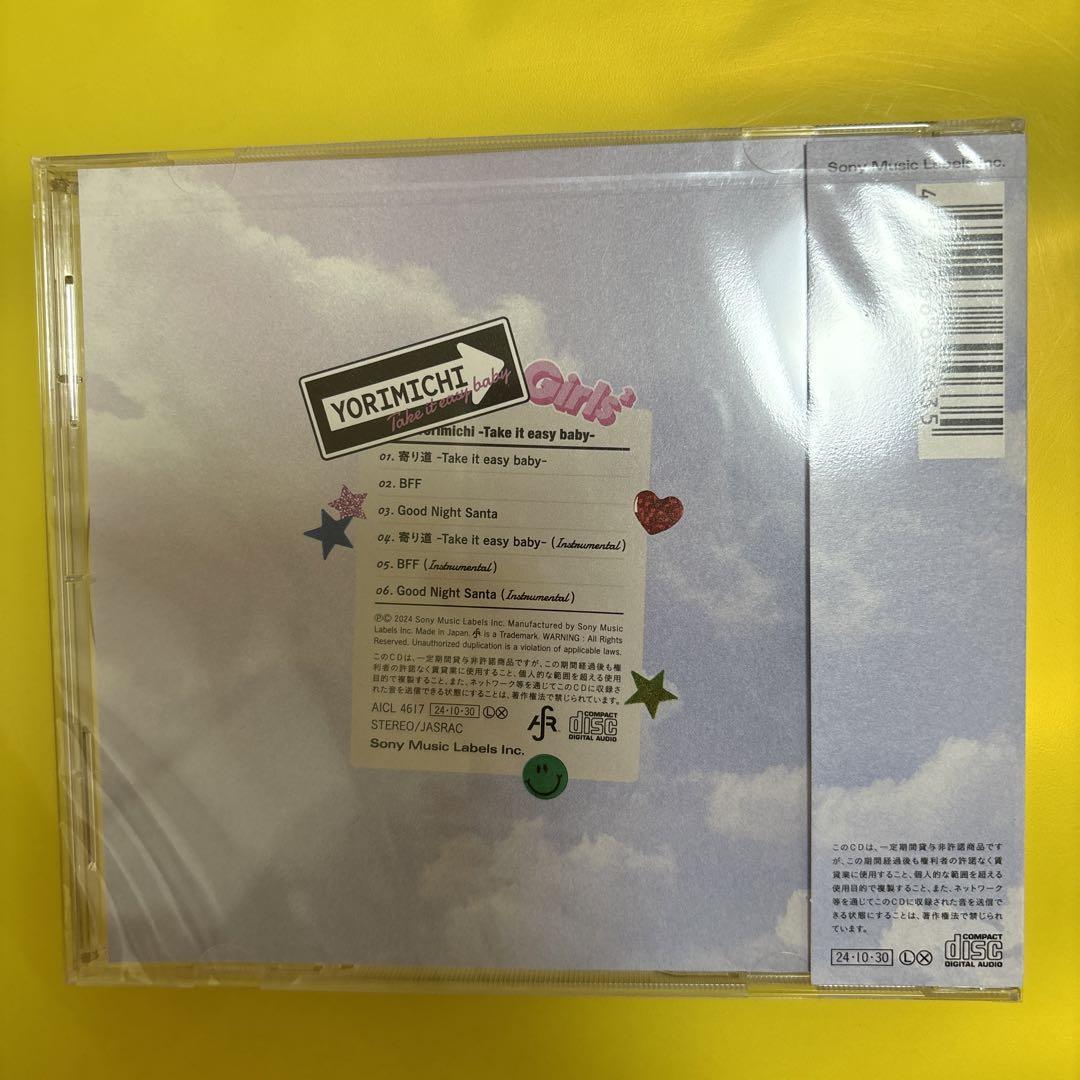 YORIMICHI
Take it easy baby
Girls²
Yorimichi -Take it easy baby-
01. 寄り道 -Take it easy baby-
02. BFF
03. Good Night Santa
04. 寄り道 -Take it easy baby- (Instrumental)
05. BFF (Instrumental)
06. Good Night Santa (Instrumental)
ⓅⒸ 2024 Sony Music Labels Inc. Manufactured by Sony Music
Labels Inc. Made in Japan. is a Trademark. WARNING : All Rights
Reserved. Unauthorized duplication is a violation of applicable laws.
このCDは、一定期間貸与非許諾商品ですが、この期間経過後も権
利者の許諾なく賃貸業に使用すること、個人的な範囲を超える使用
目的で複製すること、また、ネットワーク等を通じてこのCDに収録さ
れた音を送信できる状態にすることは、著作権法で禁じられています。
AICL 4617 24・10・30 Ⓛⓧ
STEREO/JASRAC
COMPACT
disc
DIGITAL AUDIO
Sony Music Labels Inc.
Sony Music Labels Inc.
このCDは、一定期間貸与非許諾商品です
が、この期間経過後も権利者の許諾なく賃
貸業に使用すること、個人的な範囲を超える
使用目的で複製すること、また、ネットワーク
等を通じてこのCDに収録された音を送信で
きる状態にすることは、著作権法で禁じられ
ています。
24・10・30 Ⓛⓧ
COMPACT
disc
DIGITAL AUDIO